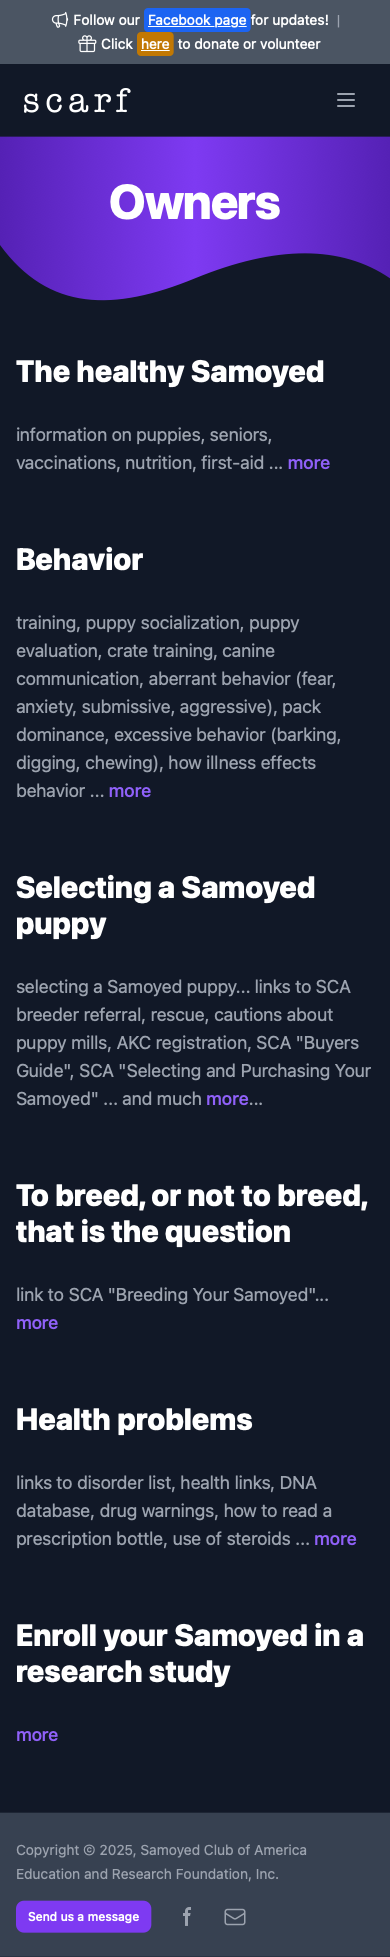 Follow our Facebook page for updates! |
Click here to donate or volunteer
scarf
Owners
The healthy Samoyed
information on puppies, seniors,
vaccinations, nutrition, first-aid ... more
Behavior
training, puppy socialization, puppy
evaluation, crate training, canine
communication, aberrant behavior (fear,
anxiety, submissive, aggressive), pack
dominance, excessive behavior (barking,
digging, chewing), how illness effects
behavior ... more
Selecting a Samoyed
puppy
selecting a Samoyed puppy... links to SCA
breeder referral, rescue, cautions about
puppy mills, AKC registration, SCA "Buyers
Guide", SCA "Selecting and Purchasing Your
Samoyed" ... and much more...
To breed, or not to breed,
that is the question
link to SCA "Breeding Your Samoyed"...
more
Health problems
links to disorder list, health links, DNA
database, drug warnings, how to read a
prescription bottle, use of steroids ... more
Enroll your Samoyed in a
research study
more
Copyright © 2025, Samoyed Club of America
Education and Research Foundation, Inc.
Send us a message